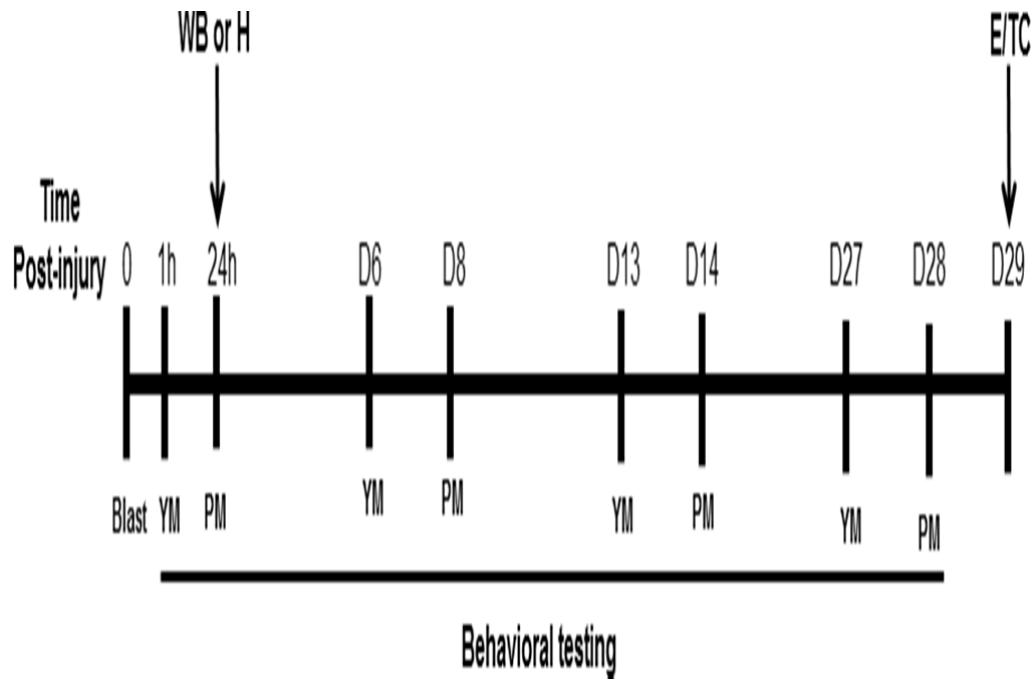 WB or H E/TC
Time
Post-injury 0 1h 24h D6 D8 D13 D14 D27 D28 D29
Blast YM PM YM PM YM PM YM PM
Behavioral testing